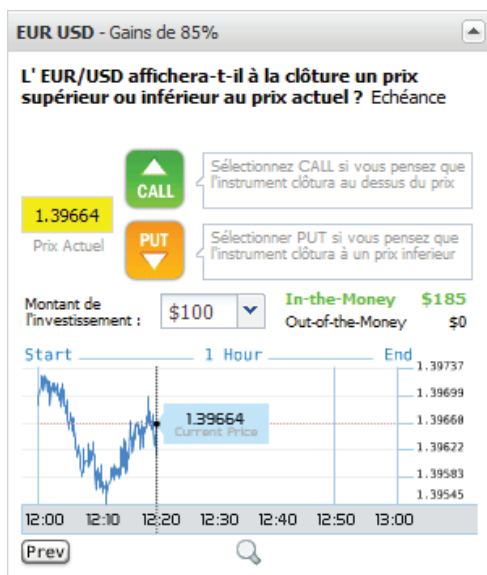 EUR USD - Gains de 85%
L' EUR/USD affichera-t-il à la clôture un prix
supérieur ou inférieur au prix actuel ? Echéance
CALL
Sélectionnez CALL si vous pensez que
l'instrument clôtura au dessus du prix
1.39664
Prix Actuel
PUT
Sélectionner PUT si vous pensez que
l'instrument clôtura à un prix inferieur
Montant de
l'investissement :
$100
In-the-Money $185
Out-of-the-Money $0
Start 1 Hour End
1.39737
1.39699
1.39660
1.39622
1.39583
1.39545
1.39664
Current Price
12:00 12:10 12:20 12:30 12:40 12:50 13:00
Prev